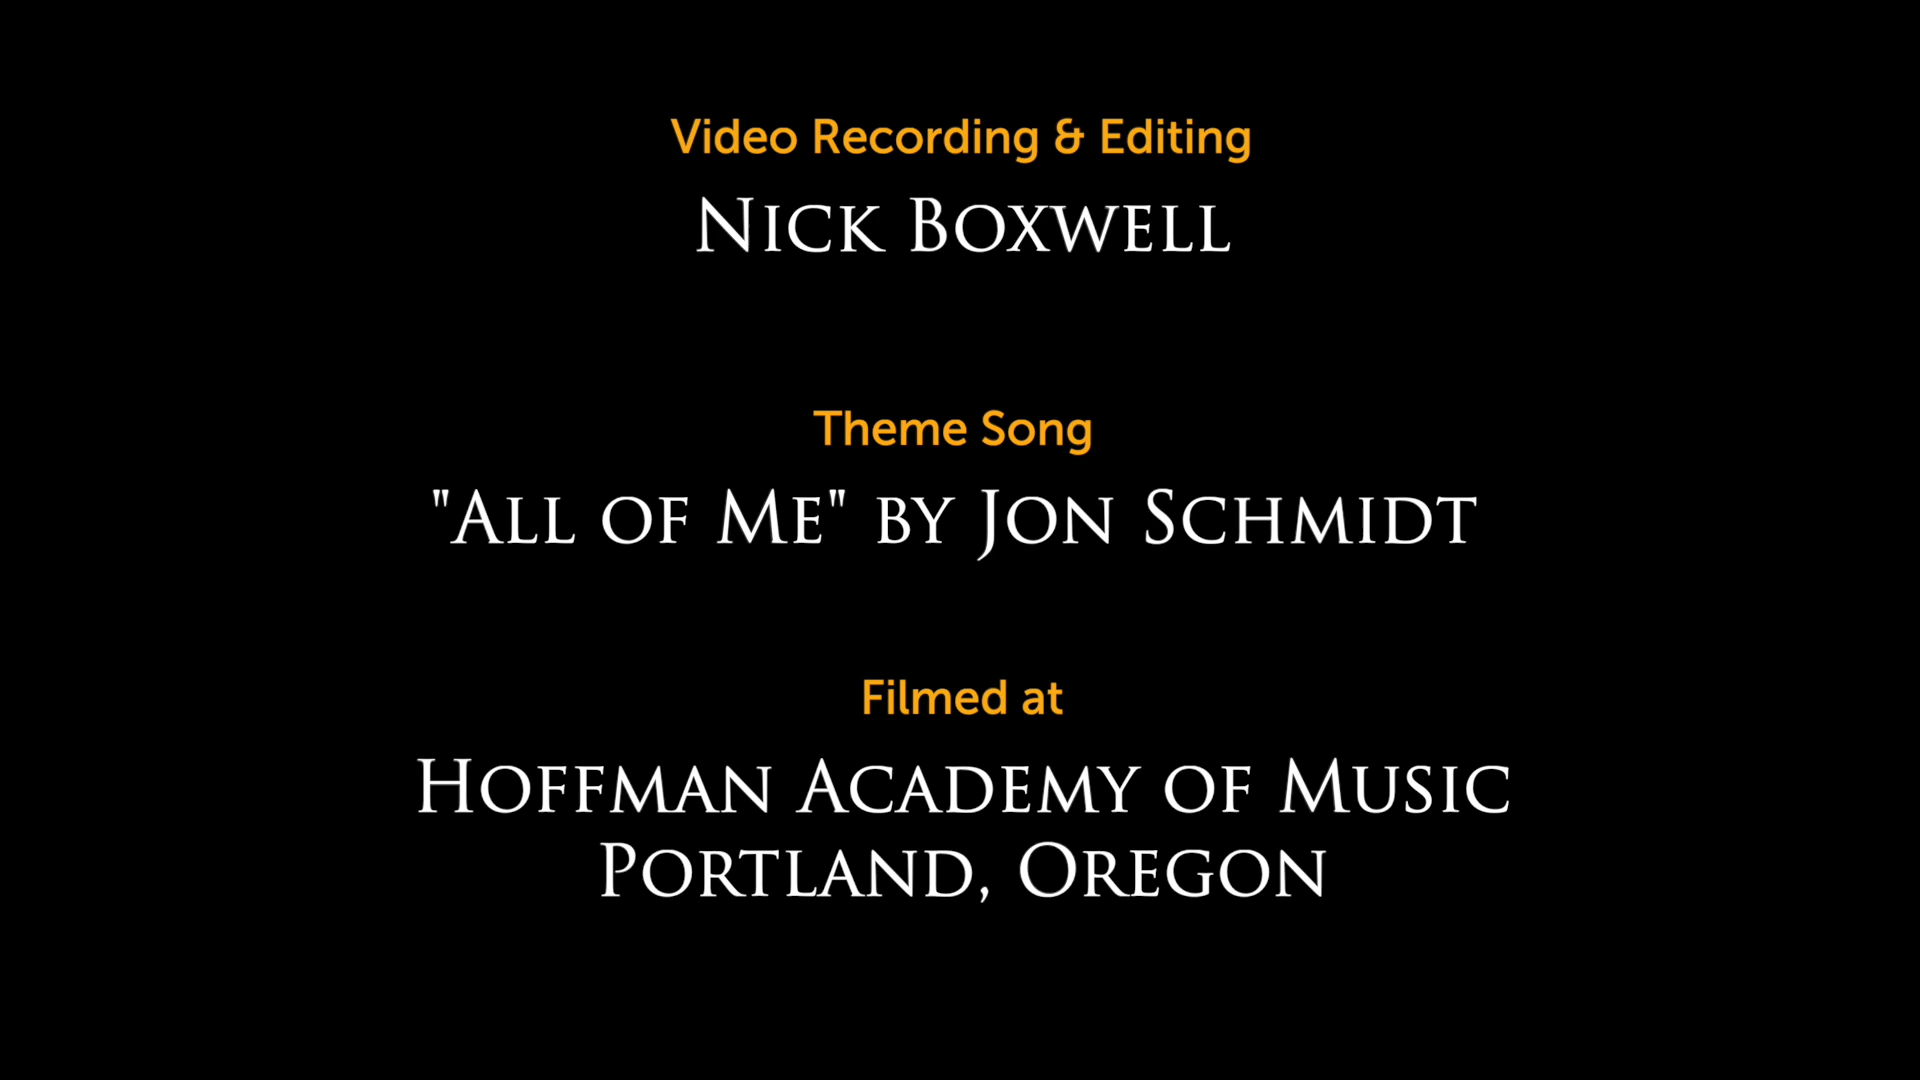 Video Recording & Editing
Nick Boxwell
Theme Song
"All of Me" by Jon Schmidt
Filmed at
Hoffman Academy of Music
Portland, Oregon